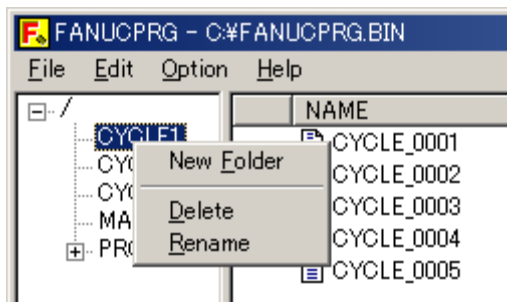 FANUCPRG - C:¥FANUCPRG.BIN
File Edit Option Help
/
NAME
CYCLE1
CYCLE_0001
New Folder
CYCLE_0002
Delete
CYCLE_0003
Rename
CYCLE_0004
CYCLE_0005